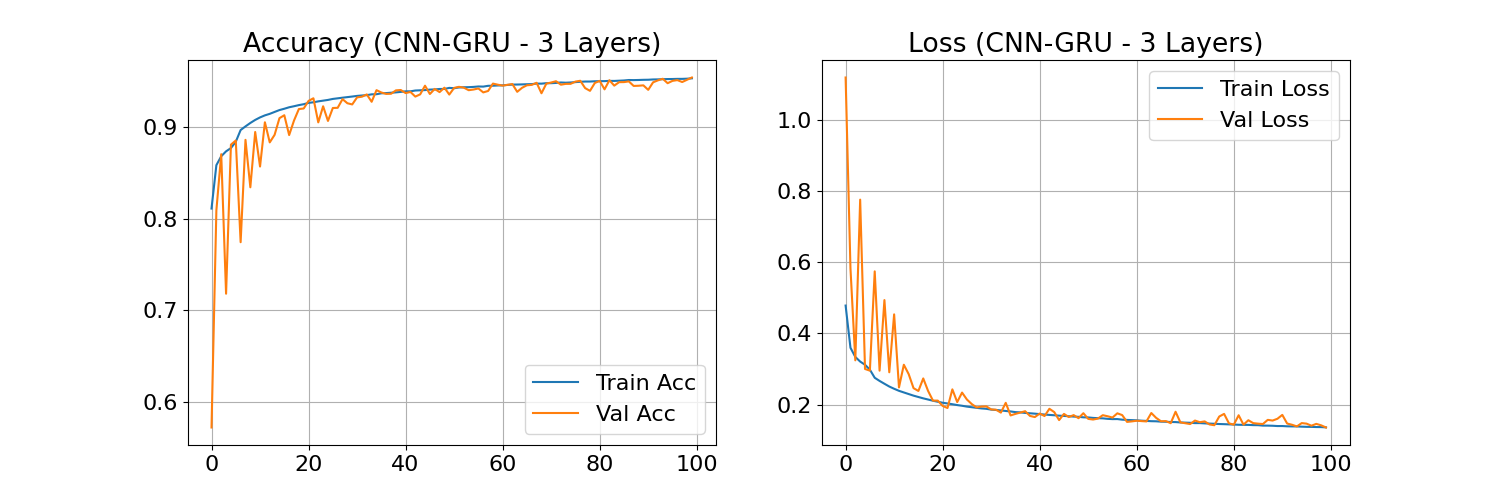 Accuracy (CNN-GRU - 3 Layers)
0.9
0.8
0.7
0.6
Train Acc
Val Acc
0 20 40 60 80 100
Loss (CNN-GRU - 3 Layers)
Train Loss
Val Loss
1.0
0.8
0.6
0.4
0.2
0 20 40 60 80 100